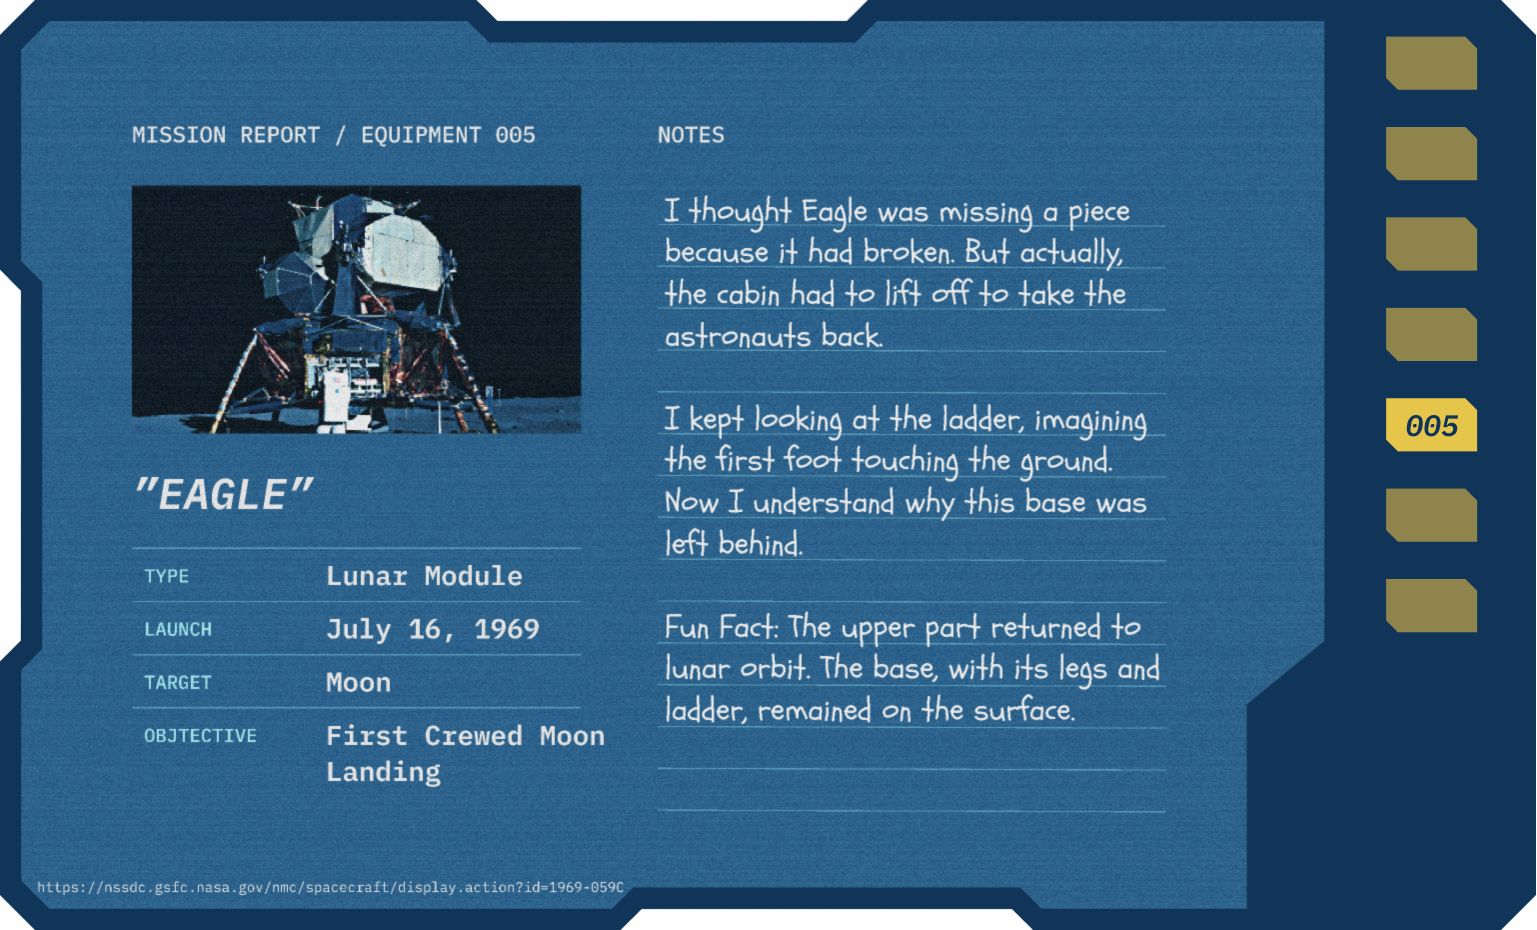 MISSION REPORT / EQUIPMENT 005
"EAGLE"
TYPE Lunar Module
LAUNCH July 16, 1969
TARGET Moon
OBJTECTIVE First Crewed Moon
Landing
https://nssdc.gsfc.nasa.gov/nmc/spacecraft/display.action?id=1969-059C
NOTES
I thought Eagle was missing a piece
because it had broken. But actually,
the cabin had to lift off to take the
astronauts back.
I kept looking at the ladder, imagining
the first foot touching the ground.
Now I understand why this base was
left behind.
Fun Fact: The upper part returned to
lunar orbit. The base, with its legs and
ladder, remained on the surface.
005